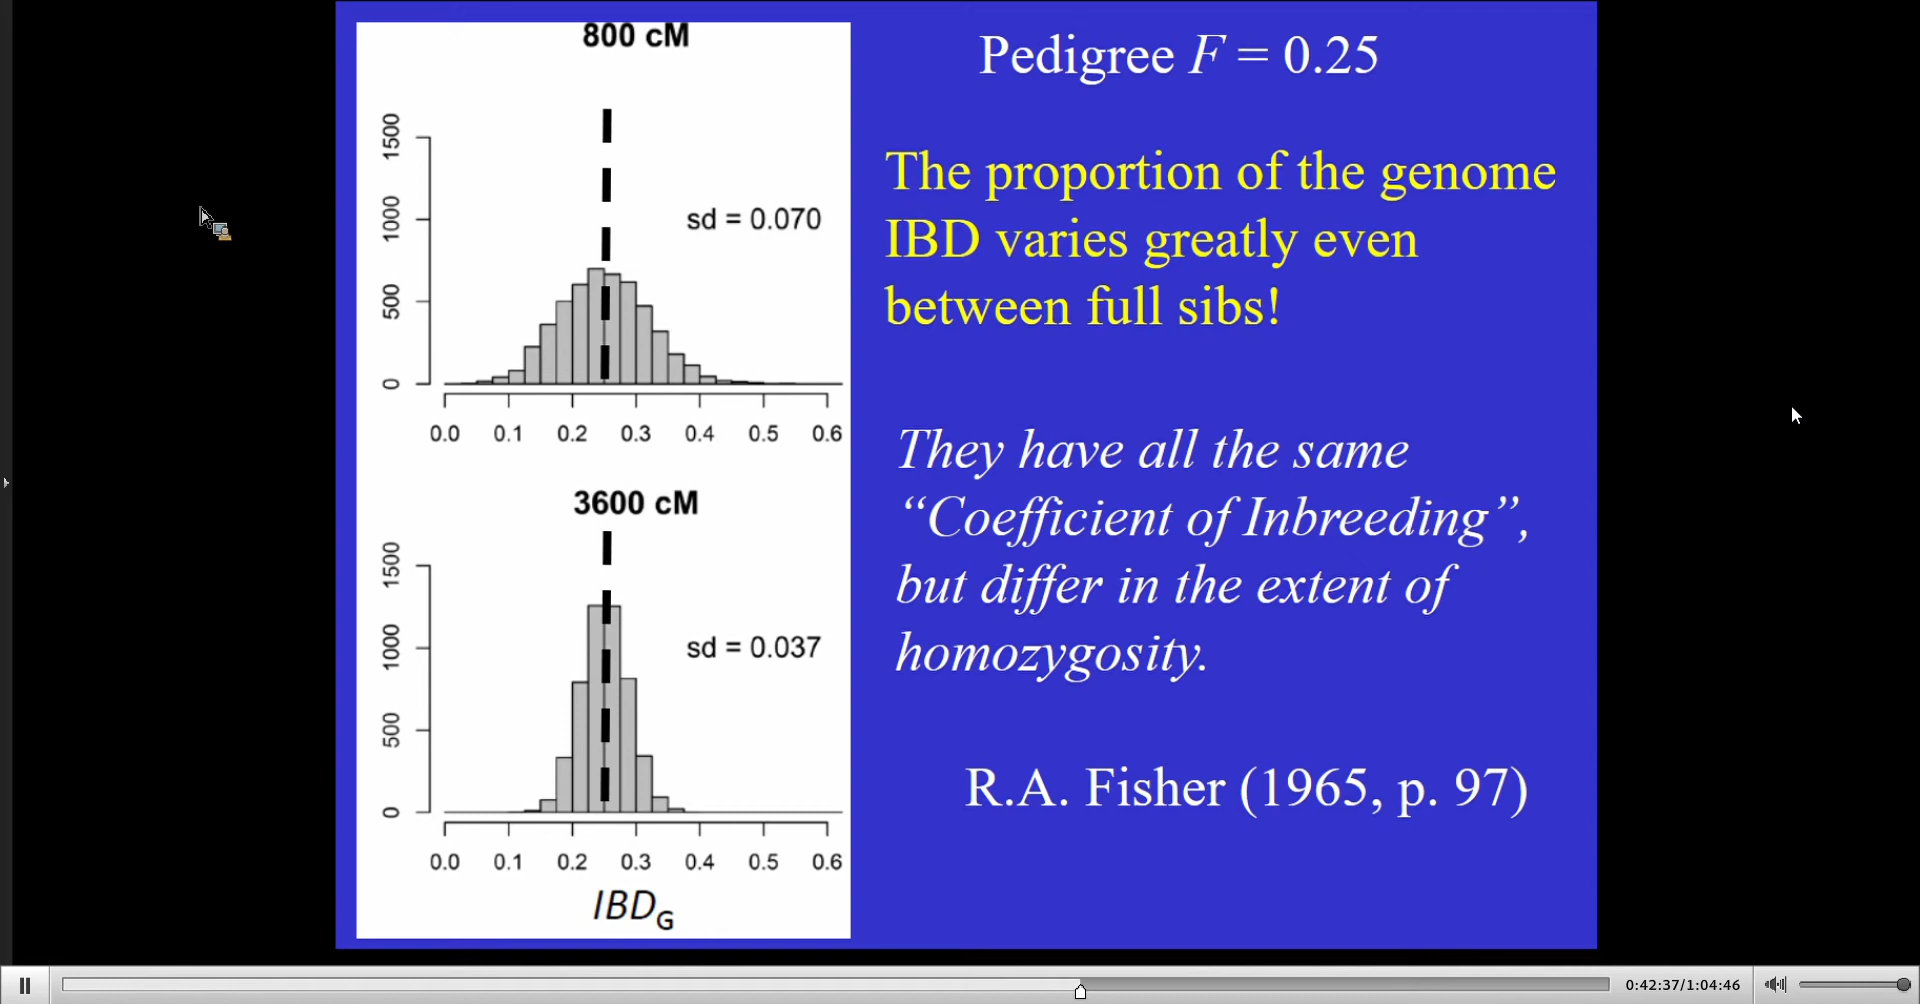 800 cM
1500
1000
500
0
sd = 0.070
0.0 0.1 0.2 0.3 0.4 0.5 0.6
3600 cM
1500
1000
500
0
sd = 0.037
0.0 0.1 0.2 0.3 0.4 0.5 0.6
IBDG
Pedigree F = 0.25
The proportion of the genome
IBD varies greatly even
between full sibs!
They have all the same
“Coefficient of Inbreeding”,
but differ in the extent of
homozygosity.
R.A. Fisher (1965, p. 97)
0:42:37/1:04:46